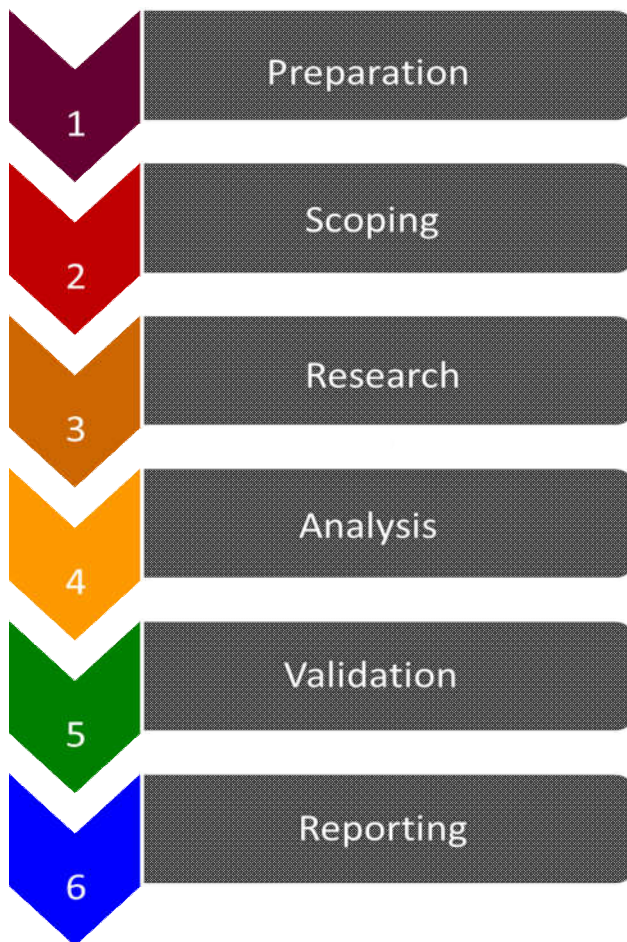 1
Preparation
2
Scoping
3
Research
4
Analysis
5
Validation
6
Reporting